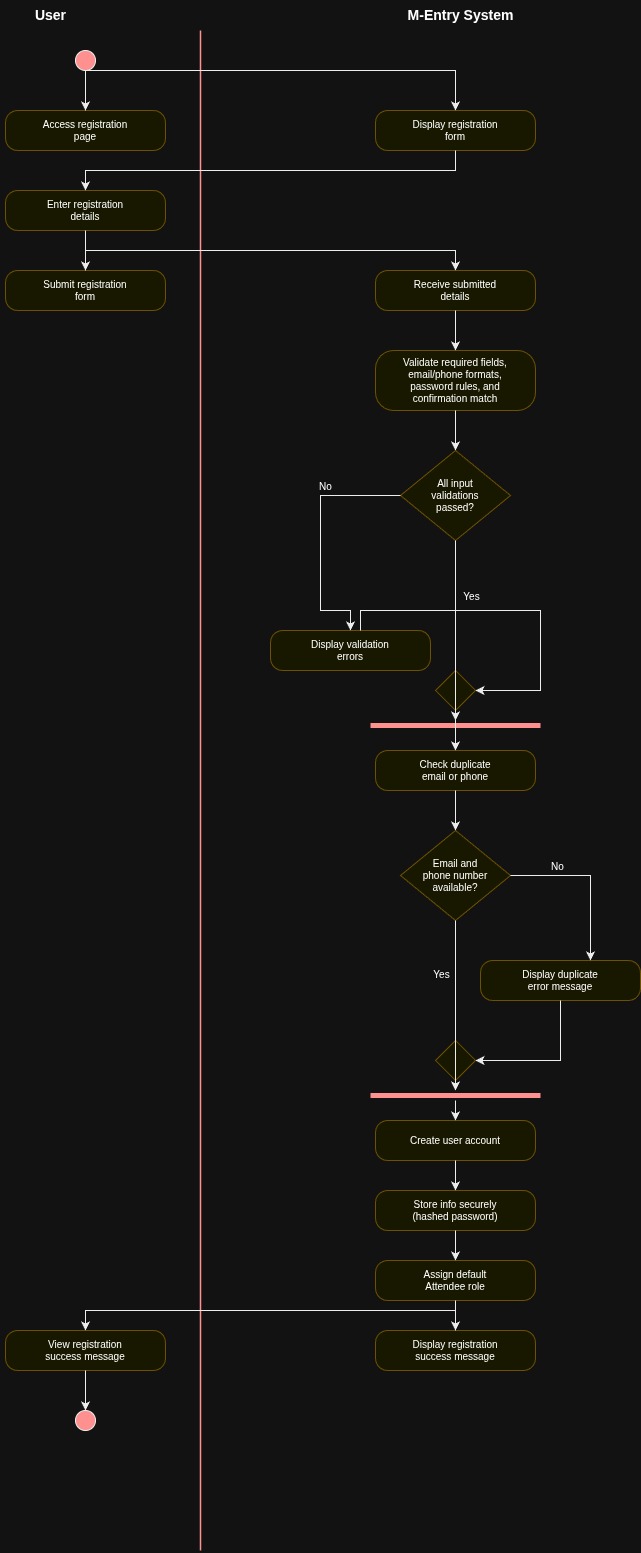 User
M-Entry System
Access registration
page
Display registration
form
Enter registration
details
Submit registration
form
Receive submitted
details
Validate required fields,
email/phone formats,
password rules, and
confirmation match
All input
validations
passed?
No
Yes
Display validation
errors
Check duplicate
email or phone
Email and
phone number
available?
No
Yes
Display duplicate
error message
Create user account
Store info securely
(hashed password)
Assign default
Attendee role
View registration
success message
Display registration
success message